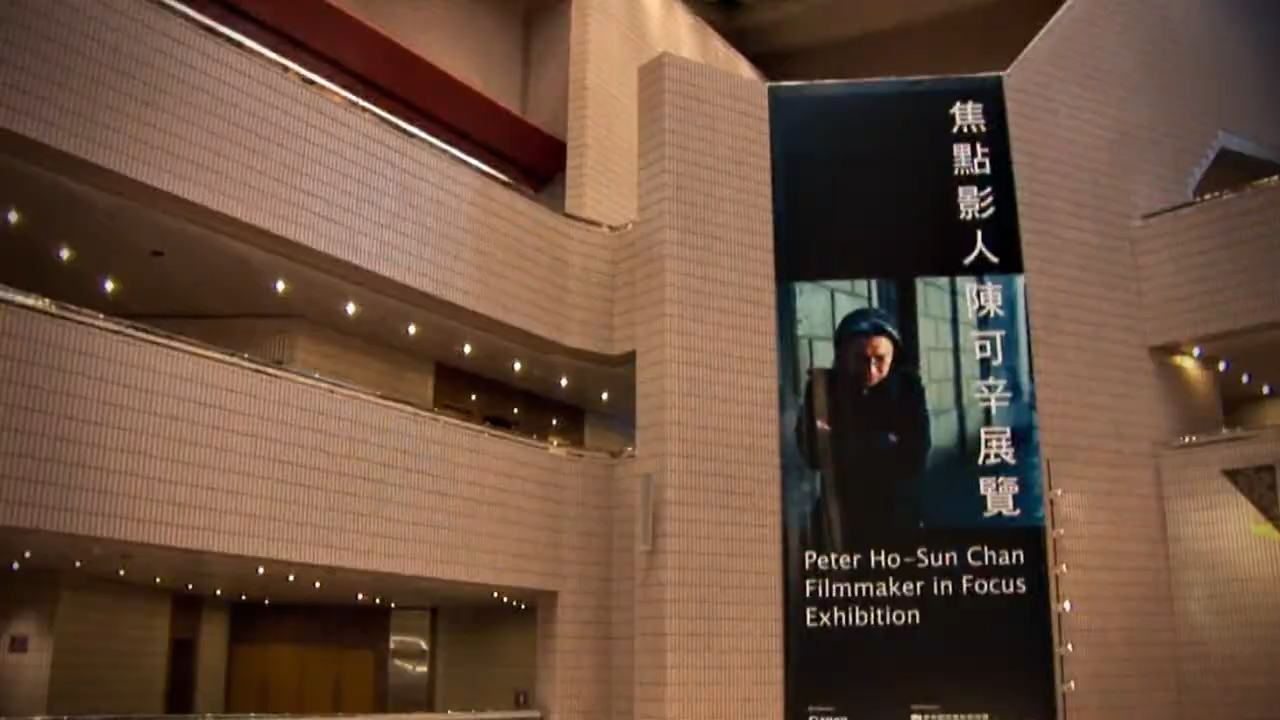 焦點影人陳可辛展覽
Peter Ho-Sun Chan
Filmmaker in Focus
Exhibition